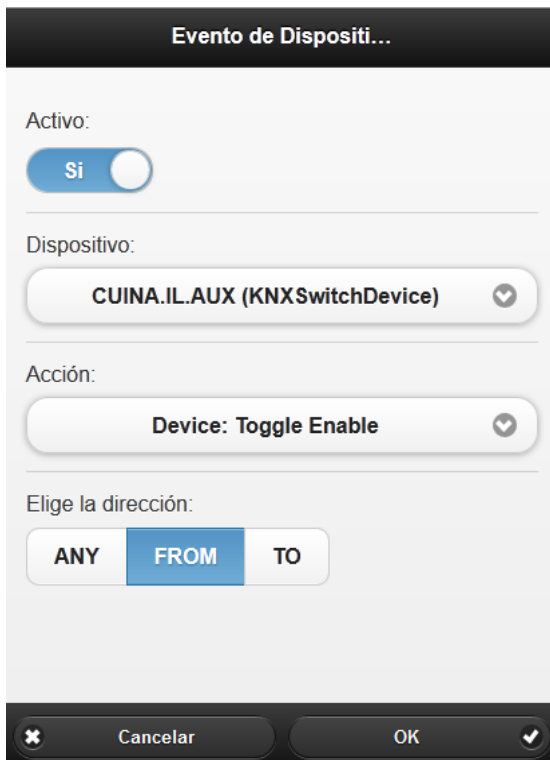 Evento de Dispositi...
Activo:
Si
Dispositivo:
CUINA.IL.AUX (KNXSwitchDevice)
Acción:
Device: Toggle Enable
Elige la dirección:
ANY FROM TO
Cancelar OK